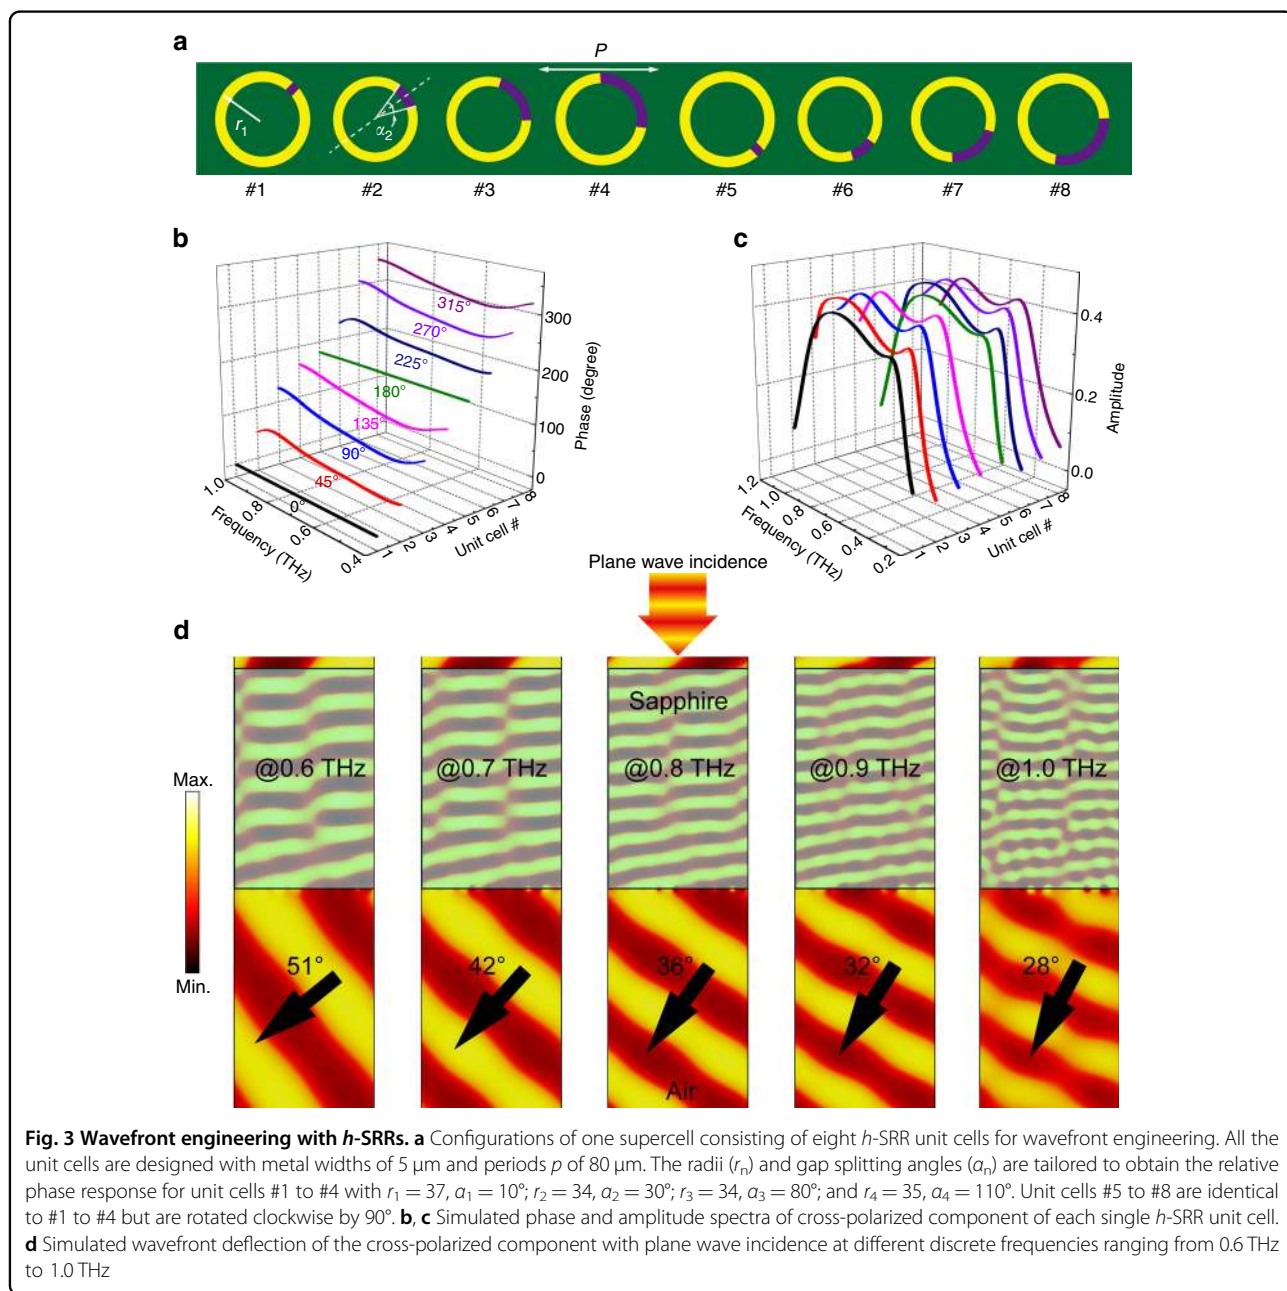 a
P
r1
α2
#1 #2 #3 #4 #5 #6 #7 #8
b
c
315°
270°
225°
180°
135°
90°
45°
0°
300
200
100
0
Phase (degree)
1.0 0.8 0.6 0.4
Frequency (THz)
1 2 3 4 5 6 7 8
Unit cell #
0.4
0.2
0.0
Amplitude
1.2 1.0 0.8 0.6 0.4 0.2
Frequency (THz)
1 2 3 4 5 6 7 8
Unit cell #
Plane wave incidence
d
Sapphire
@0.6 THz @0.7 THz @0.8 THz @0.9 THz @1.0 THz
Max.
Min.
51° 42° 36° 32° 28°
Air
Fig. 3 Wavefront engineering with h-SRRs. a Configurations of one supercell consisting of eight h-SRR unit cells for wavefront engineering. All the
unit cells are designed with metal widths of 5 µm and periods p of 80 µm. The radii (rn) and gap splitting angles (αn) are tailored to obtain the relative
phase response for unit cells #1 to #4 with r1 = 37, α1 = 10°; r2 = 34, α2 = 30°; r3 = 34, α3 = 80°; and r4 = 35, α4 = 110°. Unit cells #5 to #8 are identical
to #1 to #4 but are rotated clockwise by 90°. b, c Simulated phase and amplitude spectra of cross-polarized component of each single h-SRR unit cell.
d Simulated wavefront deflection of the cross-polarized component with plane wave incidence at different discrete frequencies ranging from 0.6 THz
to 1.0 THz